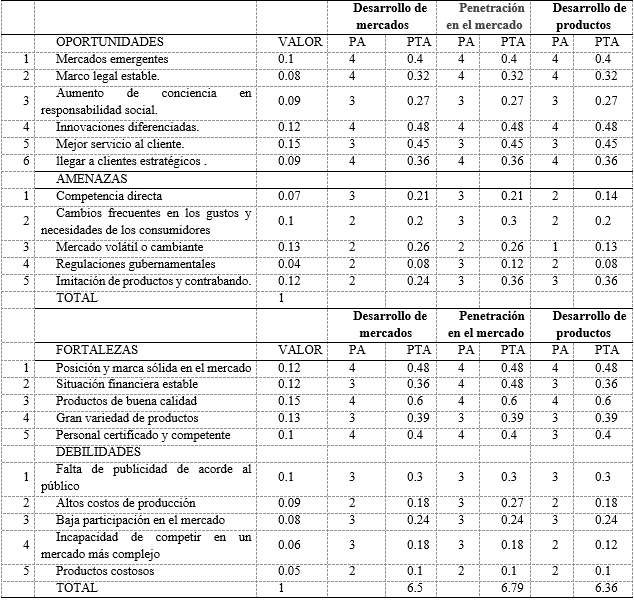 Desarrollo de mercados Penetración en el mercado Desarrollo de productos
OPORTUNIDADES VALOR PA PTA PA PTA PA PTA
1 Mercados emergentes 0.1 4 0.4 4 0.4 4 0.4
2 Marco legal estable. 0.08 4 0.32 4 0.32 4 0.32
3 Aumento de conciencia en responsabilidad social. 0.09 3 0.27 3 0.27 3 0.27
4 Innovaciones diferenciadas. 0.12 4 0.48 4 0.48 4 0.48
5 Mejor servicio al cliente. 0.15 3 0.45 3 0.45 3 0.45
6 llegar a clientes estratégicos . 0.09 4 0.36 4 0.36 4 0.36
AMENAZAS
1 Competencia directa 0.07 3 0.21 3 0.21 2 0.14
2 Cambios frecuentes en los gustos y necesidades de los consumidores 0.1 2 0.2 3 0.3 2 0.2
3 Mercado volátil o cambiante 0.13 2 0.26 2 0.26 1 0.13
4 Regulaciones gubernamentales 0.04 2 0.08 3 0.12 2 0.08
5 Imitación de productos y contrabando. 0.12 2 0.24 3 0.36 3 0.36
TOTAL 1
Desarrollo de mercados Penetración en el mercado Desarrollo de productos
FORTALEZAS VALOR PA PTA PA PTA PA PTA
1 Posición y marca sólida en el mercado 0.12 4 0.48 4 0.48 4 0.48
2 Situación financiera estable 0.12 3 0.36 4 0.48 3 0.36
3 Productos de buena calidad 0.15 4 0.6 4 0.6 4 0.6
4 Gran variedad de productos 0.13 3 0.39 3 0.39 3 0.39
5 Personal certificado y competente 0.1 4 0.4 4 0.4 3 0.4
DEBILIDADES
1 Falta de publicidad de acorde al público 0.1 3 0.3 3 0.3 3 0.3
2 Altos costos de producción 0.09 2 0.18 3 0.27 2 0.18
3 Baja participación en el mercado 0.08 3 0.24 3 0.24 3 0.24
4 Incapacidad de competir en un mercado más complejo 0.06 3 0.18 3 0.18 2 0.12
5 Productos costosos 0.05 2 0.1 2 0.1 2 0.1
TOTAL 1 6.5 6.79 6.36